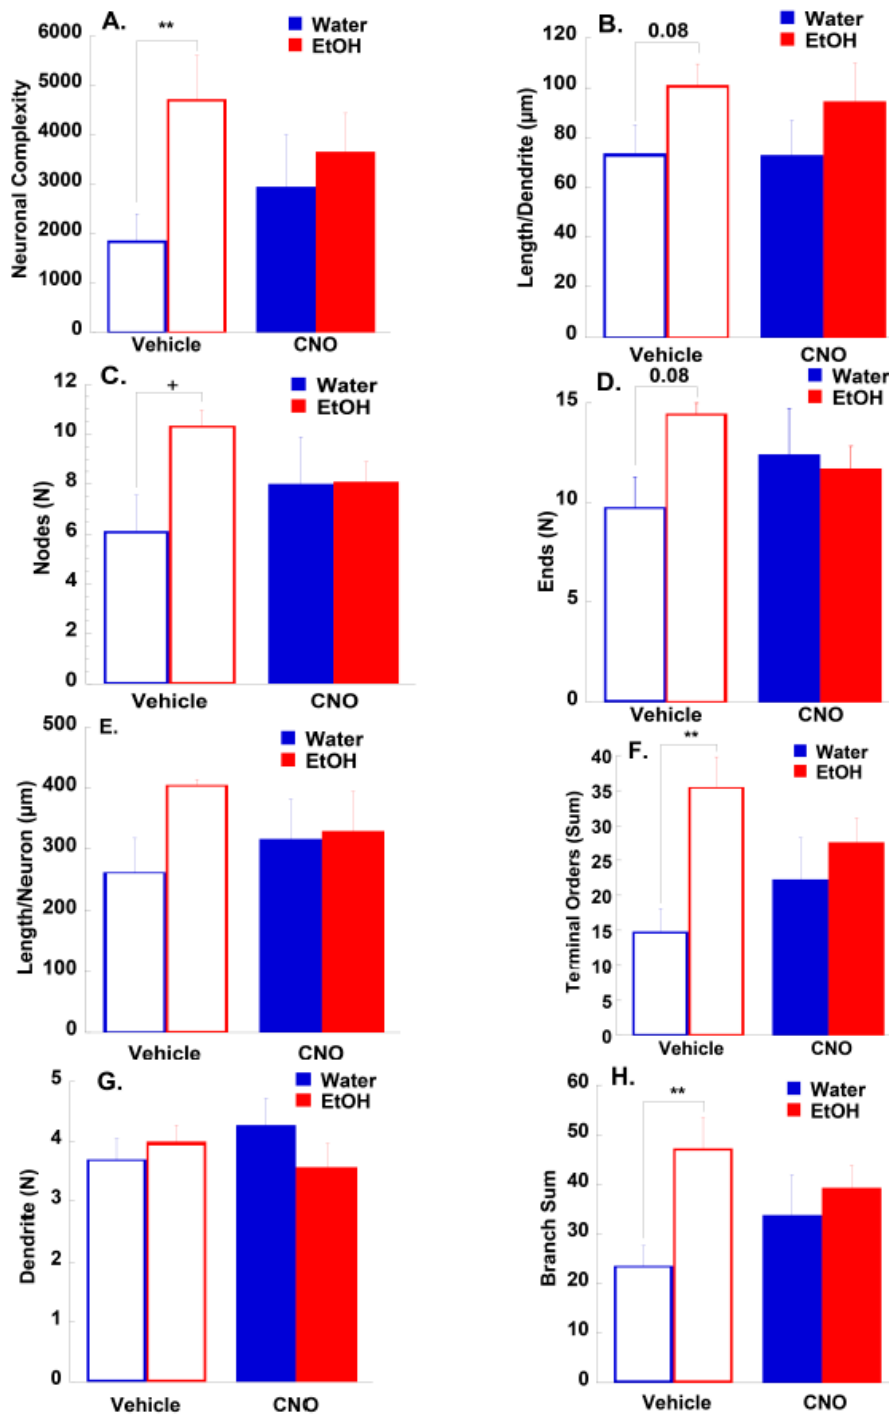 A.
Water
EtOH
**
Neuronal Complexity
6000
5000
4000
3000
2000
1000
0
Vehicle
CNO
B.
Water
EtOH
0.08
Length/Dendrite (µm)
120
100
80
60
40
20
0
Vehicle
CNO
C.
Water
EtOH
+
Nodes (N)
12
10
8
6
4
2
0
Vehicle
CNO
D.
Water
EtOH
0.08
Ends (N)
15
10
5
0
Vehicle
CNO
E.
Water
EtOH
Length/Neuron (µm)
500
400
300
200
100
0
Vehicle
CNO
F.
Water
EtOH
**
Terminal Orders (Sum)
40
35
30
25
20
15
10
5
0
Vehicle
CNO
G.
Water
EtOH
Dendrite (N)
5
4
3
2
1
0
Vehicle
CNO
H.
Water
EtOH
**
Branch Sum
60
50
40
30
20
10
0
Vehicle
CNO